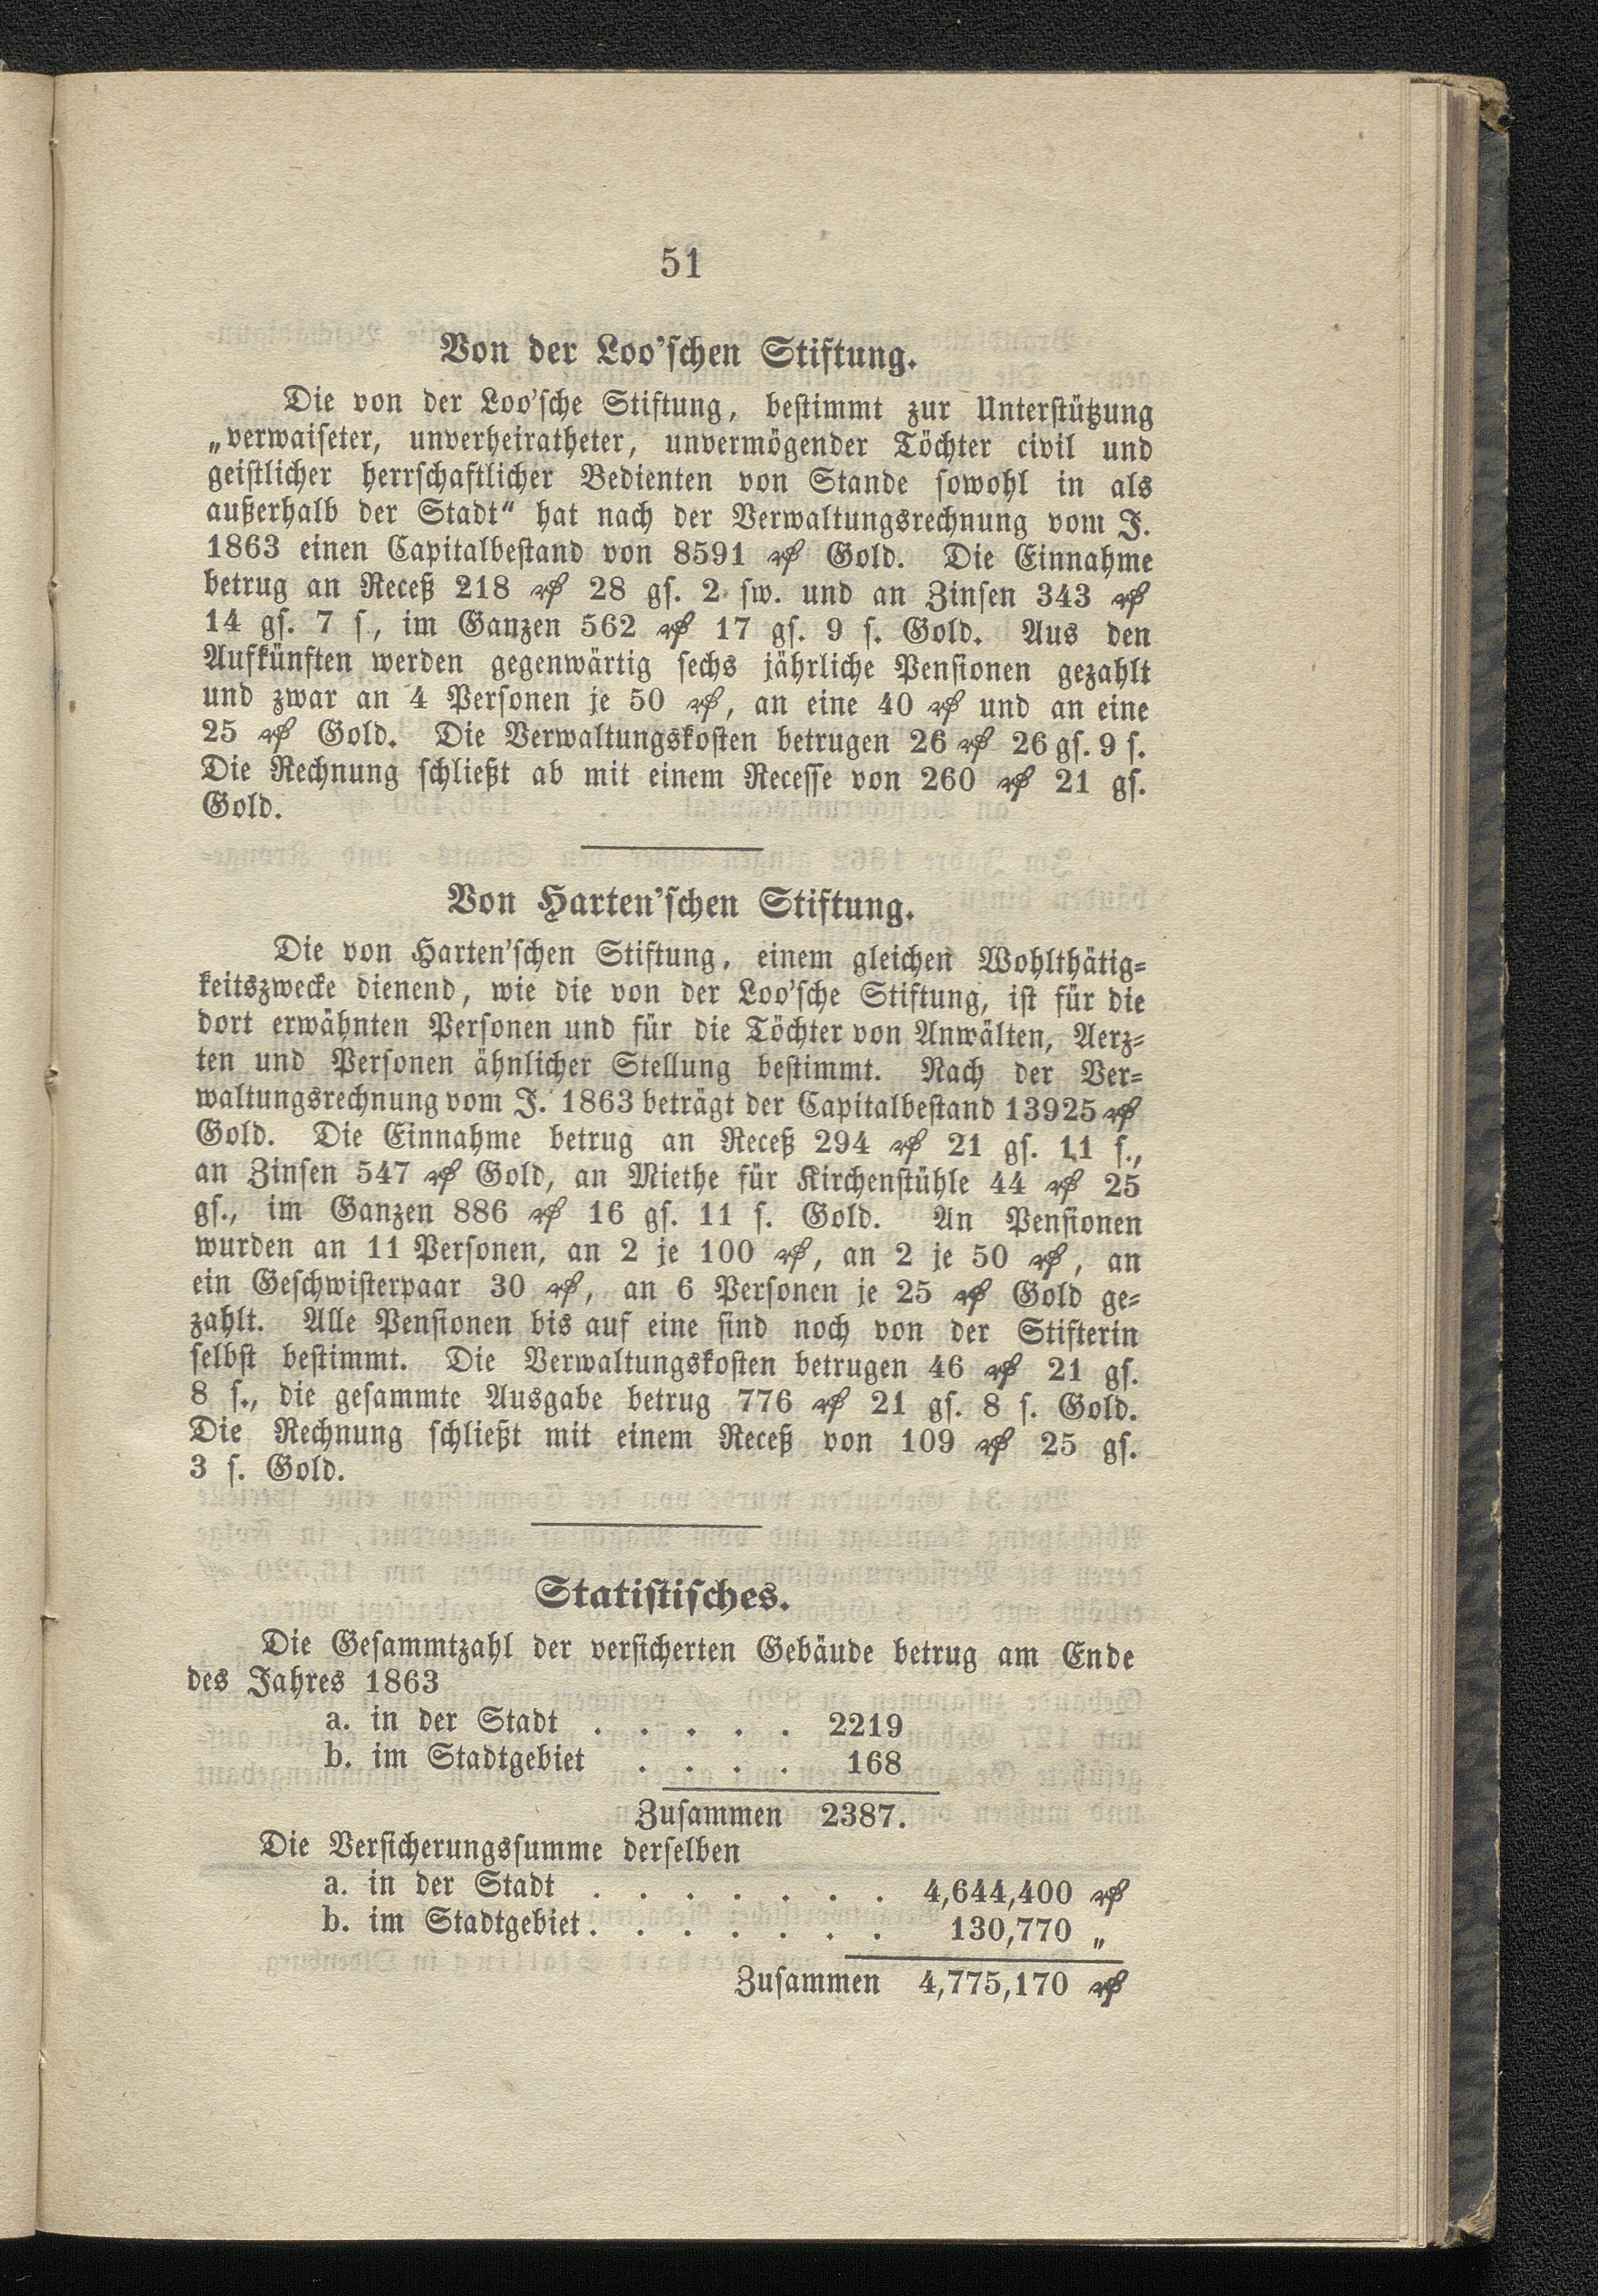 51
Von der Loo'schen Stiftung.
Die von der Loo'sche Stiftung, bestimmt zur Unterstützung
„verwaiseter, unverheiratheter, unvermögender Töchter civil und
geistlicher herrschaftlicher Bedienten von Stande sowohl in als
außerhalb der Stadt“ hat nach der Verwaltungsrechnung vom J.
1863 einen Capitalbestand von 8591 ₰ Gold. Die Einnahme
betrug an Receß 218 ₰ 28 gs. 2 sw. und an Zinsen 343 ₰
14 gs. 7 s, im Ganzen 562 ₰ 17 gs. 9 s. Gold. Aus den
Aufkünften werden gegenwärtig sechs jährliche Pensionen gezahlt
und zwar an 4 Personen je 50 ₰, an eine 40 ₰ und an eine
25 ₰ Gold. Die Verwaltungskosten betrugen 26 ₰ 26 gs. 9 s.
Die Rechnung schließt ab mit einem Recesse von 260 ₰ 21 gs.
Gold.
Von Harten'schen Stiftung.
Die von Harten'schen Stiftung, einem gleichen Wohlthätig-
keitszwecke dienend, wie die von der Loo'sche Stiftung, ist für die
dort erwähnten Personen und für die Töchter von Anwälten, Aerz-
ten und Personen ähnlicher Stellung bestimmt. Nach der Ver-
waltungsrechnung vom J. 1863 beträgt der Capitalbestand 13925 ₰
Gold. Die Einnahme betrug an Receß 294 ₰ 21 gs. 11 s.,
an Zinsen 547 ₰ Gold, an Miethe für Kirchenstühle 44 ₰ 25
gs., im Ganzen 886 ₰ 16 gs. 11 s. Gold. An Pensionen
wurden an 11 Personen, an 2 je 100 ₰, an 2 je 50 ₰, an
ein Geschwisterpaar 30 ₰, an 6 Personen je 25 ₰ Gold ge-
zahlt. Alle Pensionen bis auf eine sind noch von der Stifterin
selbst bestimmt. Die Verwaltungskosten betrugen 46 ₰ 21 gs.
8 s., die gesammte Ausgabe betrug 776 ₰ 21 gs. 8 s. Gold.
Die Rechnung schließt mit einem Receß von 109 ₰ 25 gs.
3 s. Gold.
Statistisches.
Die Gesammtzahl der versicherten Gebäude betrug am Ende
des Jahres 1863
a. in der Stadt . . . . . 2219
b. im Stadtgebiet . . . . 168
Zusammen 2387.
Die Versicherungssumme derselben
a. in der Stadt . . . . . . . 4,644,400 ₰
b. im Stadtgebiet . . . . . . . 130,770 „
Zusammen 4,775,170 ₰